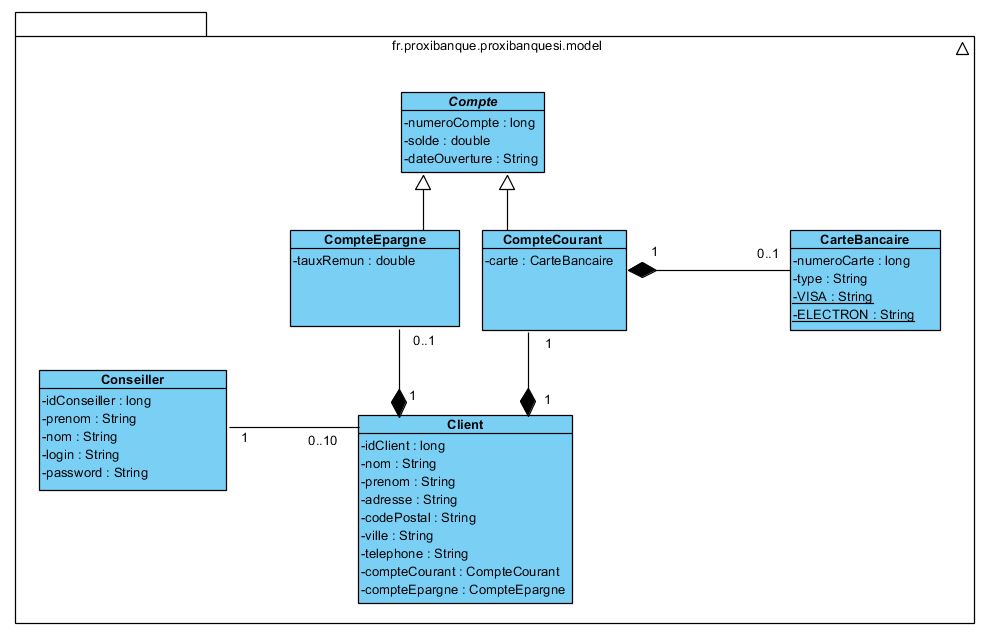 fr.proxibanque.proxibanquesi.model
Compte
-numeroCompte : long
-solde : double
-dateOuverture : String
CompteEpargne
-tauxRemun : double
CompteCourant
-carte : CarteBancaire
1
0..1
CarteBancaire
-numeroCarte : long
-type : String
-VISA : String
-ELECTRON : String
0..1
1
1
1
Conseiller
-idConseiller : long
-prenom : String
-nom : String
-login : String
-password : String
1
0..10
Client
-idClient : long
-nom : String
-prenom : String
-adresse : String
-codePostal : String
-ville : String
-telephone : String
-compteCourant : CompteCourant
-compteEpargne : CompteEpargne